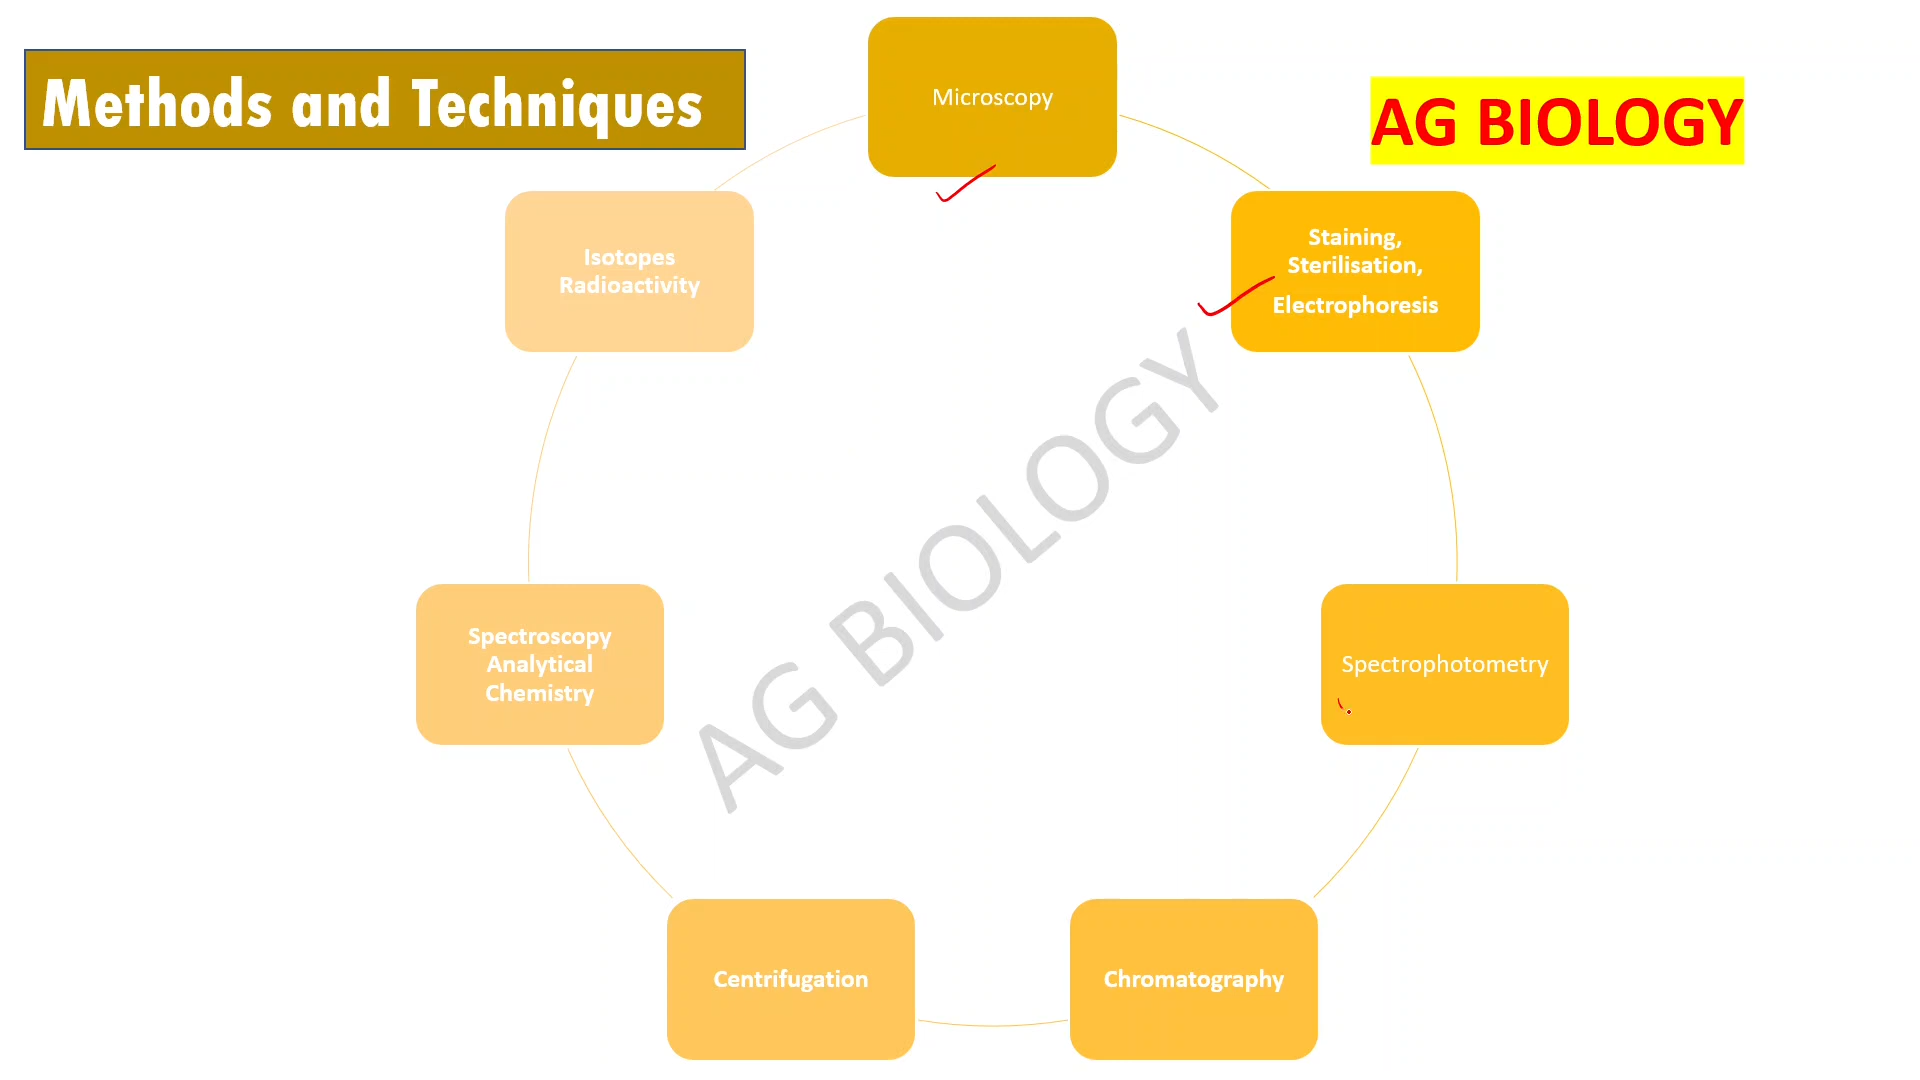 Methods and Techniques
AG BIOLOGY
Microscopy
Staining,
Sterilisation,
Electrophoresis
Spectrophotometry
Chromatography
Centrifugation
Spectroscopy
Analytical
Chemistry
Isotopes
Radioactivity
AG BIOLOGY